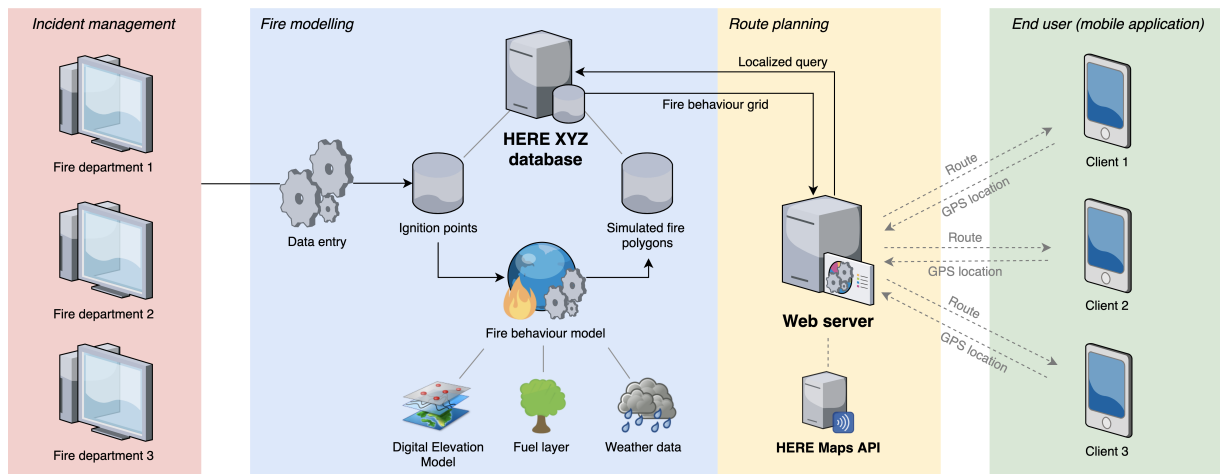 Incident management
Fire department 1
Fire department 2
Fire department 3
Fire modelling
HERE XYZ
database
Data entry
Ignition points
Simulated fire
polygons
Fire behaviour model
Digital Elevation
Model
Fuel layer
Weather data
Route planning
Localized query
Fire behaviour grid
Web server
HERE Maps API
Route
GPS location
Route
GPS location
Route
GPS location
End user (mobile application)
Client 1
Client 2
Client 3